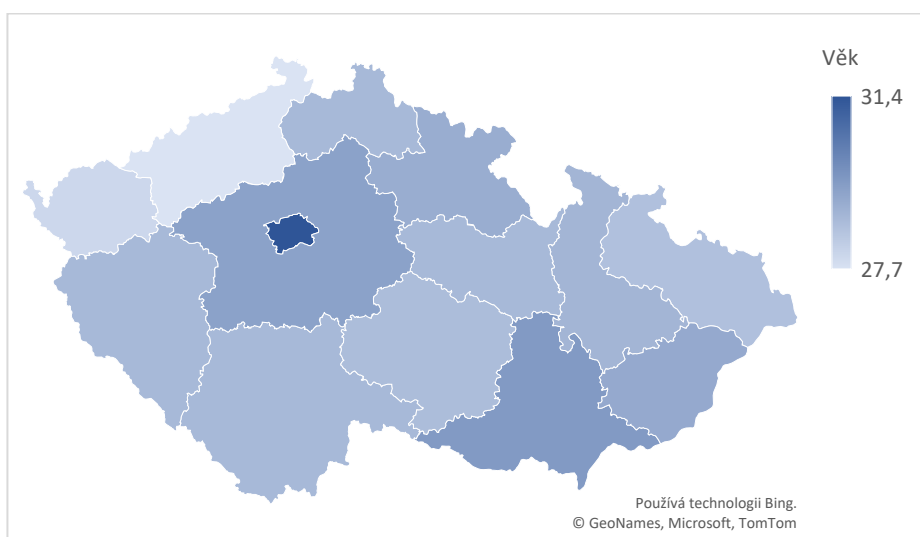 Věk
31,4
27,7
Používá technologii Bing.
© GeoNames, Microsoft, TomTom